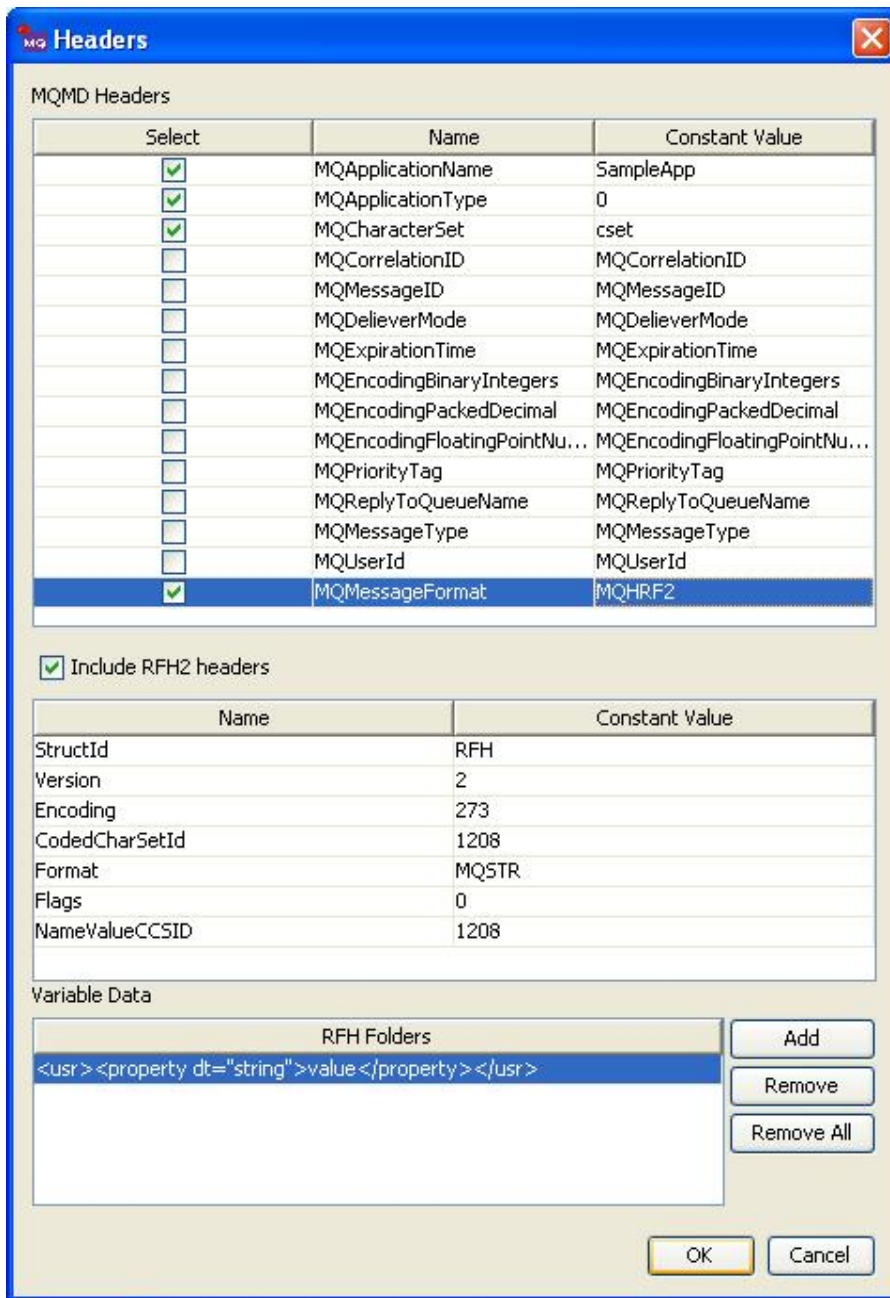 MQ Headers
MQMD Headers
Select Name Constant Value
MQApplicationName SampleApp
MQApplicationType 0
MQCharacterSet cset
MQCorrelationID MQCorrelationID
MQMessageID MQMessageID
MQDelieverMode MQDelieverMode
MQExpirationTime MQExpirationTime
MQEncodingBinaryIntegers MQEncodingBinaryIntegers
MQEncodingPackedDecimal MQEncodingPackedDecimal
MQEncodingFloatingPointNu... MQEncodingFloatingPointNu...
MQPriorityTag MQPriorityTag
MQReplyToQueueName MQReplyToQueueName
MQMessageType MQMessageType
MQUserId MQUserId
MQMessageFormat MQHRF2
Include RFH2 headers
Name Constant Value
StructId RFH
Version 2
Encoding 273
CodedCharSetId 1208
Format MQSTR
Flags 0
NameValueCCSID 1208
Variable Data
RFH Folders
<usr><property dt="string">value</property></usr>
Add
Remove
Remove All
OK Cancel